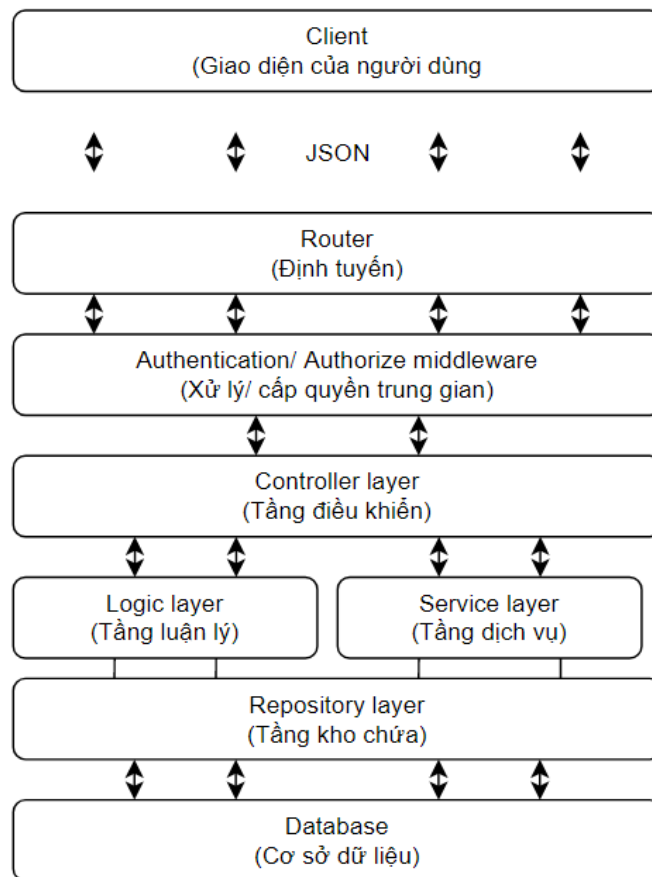 Client
(Giao diện của người dùng
JSON
Router
(Định tuyến)
Authentication/ Authorize middleware
(Xử lý/ cấp quyền trung gian)
Controller layer
(Tầng điều khiển)
Logic layer
(Tầng luận lý)
Service layer
(Tầng dịch vụ)
Repository layer
(Tầng kho chứa)
Database
(Cơ sở dữ liệu)